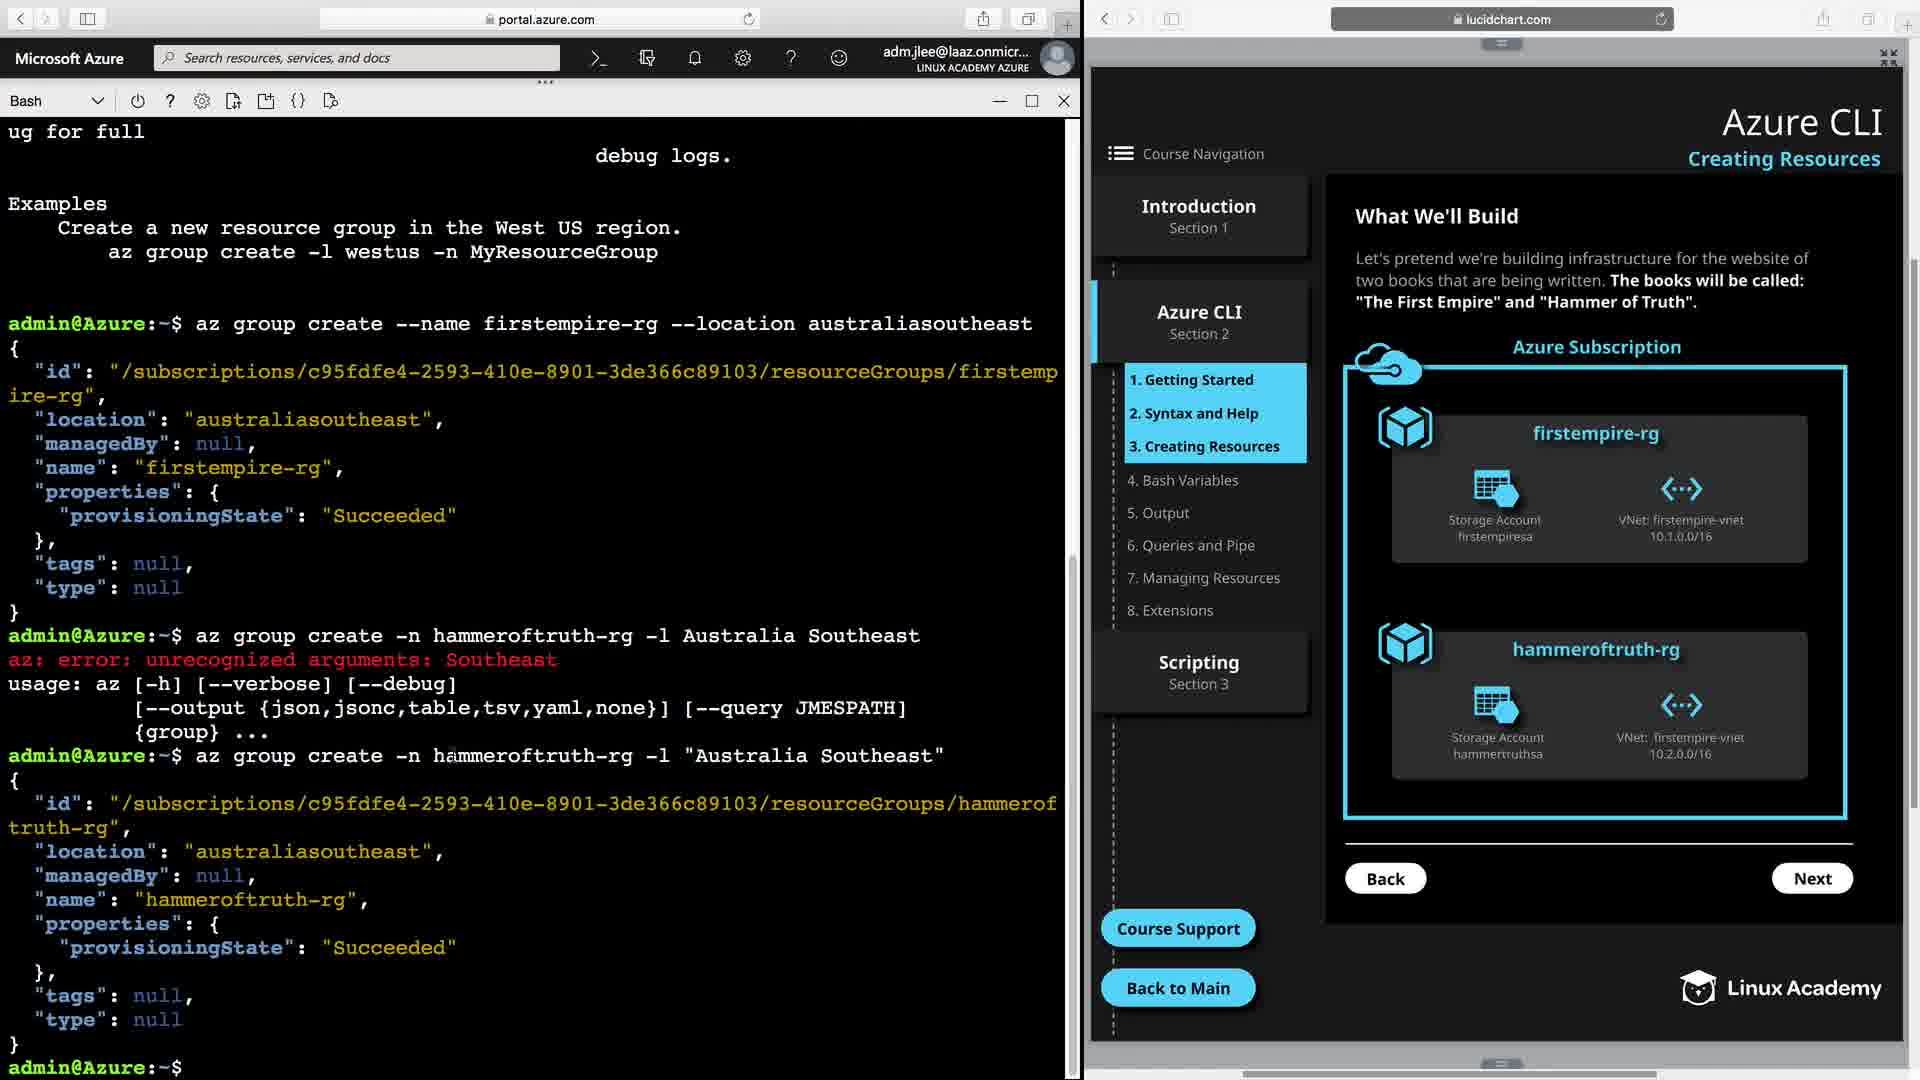 portal.azure.com
Microsoft Azure
Search resources, services, and docs
adm.jlee@laaz.onmicr...
LINUX ACADEMY AZURE
Bash
ug for full
debug logs.
Examples
Create a new resource group in the West US region.
az group create -l westus -n MyResourceGroup
admin@Azure:~$ az group create --name firstempire-rg --location australiasoutheast
{
"id": "/subscriptions/c95fdfe4-2593-410e-8901-3de366c89103/resourceGroups/firstemp
ire-rg",
"location": "australiasoutheast",
"managedBy": null,
"name": "firstempire-rg",
"properties": {
"provisioningState": "Succeeded"
},
"tags": null,
"type": null
}
admin@Azure:~$ az group create -n hammeroftruth-rg -l Australia Southeast
az: error: unrecognized arguments: Southeast
usage: az [-h] [--verbose] [--debug]
[--output {json,jsonc,table,tsv,yaml,none}] [--query JMESPATH]
{group} ...
admin@Azure:~$ az group create -n hammeroftruth-rg -l "Australia Southeast"
{
"id": "/subscriptions/c95fdfe4-2593-410e-8901-3de366c89103/resourceGroups/hammerof
truth-rg",
"location": "australiasoutheast",
"managedBy": null,
"name": "hammeroftruth-rg",
"properties": {
"provisioningState": "Succeeded"
},
"tags": null,
"type": null
}
admin@Azure:~$
lucidchart.com
Azure CLI
Creating Resources
Course Navigation
Introduction
Section 1
Azure CLI
Section 2
1. Getting Started
2. Syntax and Help
3. Creating Resources
4. Bash Variables
5. Output
6. Queries and Pipe
7. Managing Resources
8. Extensions
Scripting
Section 3
Course Support
Back to Main
What We'll Build
Let's pretend we're building infrastructure for the website of
two books that are being written. The books will be called:
"The First Empire" and "Hammer of Truth".
Azure Subscription
firstempire-rg
Storage Account
firstempiresa
VNet: firstempire-vnet
10.1.0.0/16
hammeroftruth-rg
Storage Account
hammertruthsa
VNet: firstempire-vnet
10.2.0.0/16
Back
Next
Linux Academy